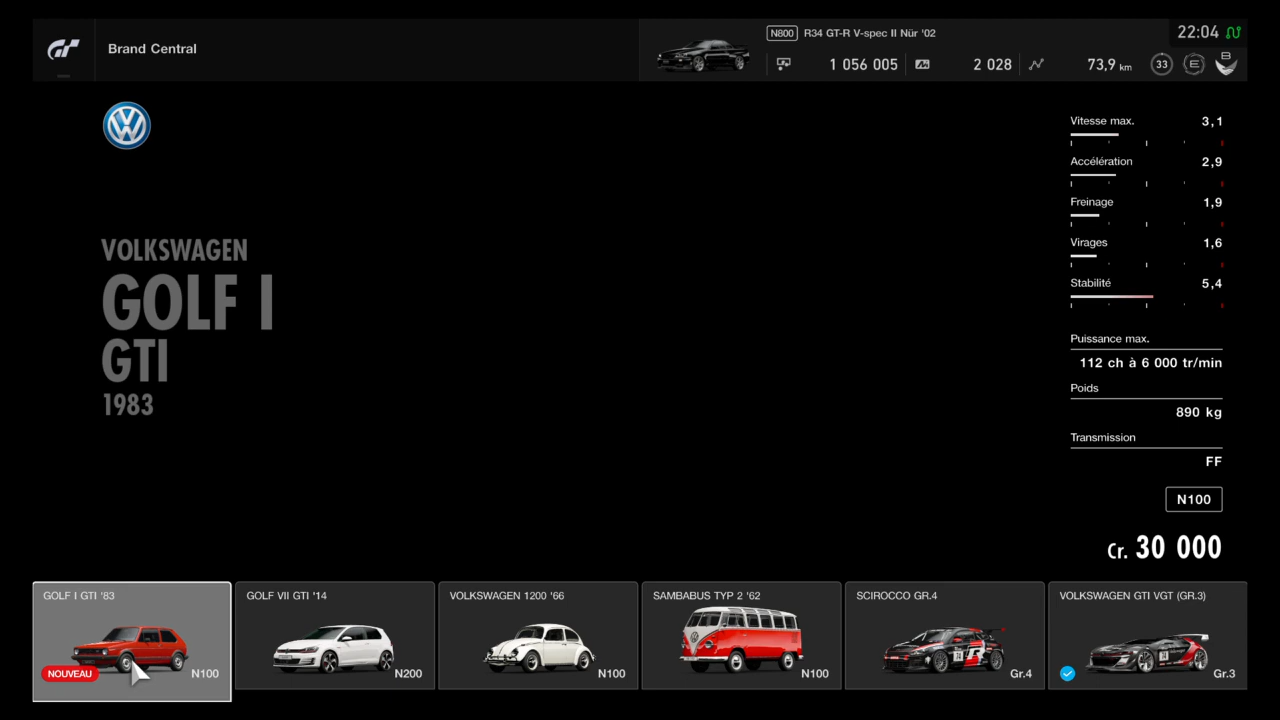 Brand Central
N800 R34 GT-R V-spec II Nür '02
1 056 005
2 028
73,9 km
33
E
B
22:04
VOLKSWAGEN
GOLF I
GTI
1983
Vitesse max. 3,1
Accélération 2,9
Freinage 1,9
Virages 1,6
Stabilité 5,4
Puissance max.
112 ch à 6 000 tr/min
Poids
890 kg
Transmission
FF
N100
Cr. 30 000
GOLF I GTI '83
NOUVEAU
N100
GOLF VII GTI '14
N200
VOLKSWAGEN 1200 '66
N100
SAMBABUS TYP 2 '62
N100
SCIROCCO GR.4
Gr.4
VOLKSWAGEN GTI VGT (GR.3)
Gr.3